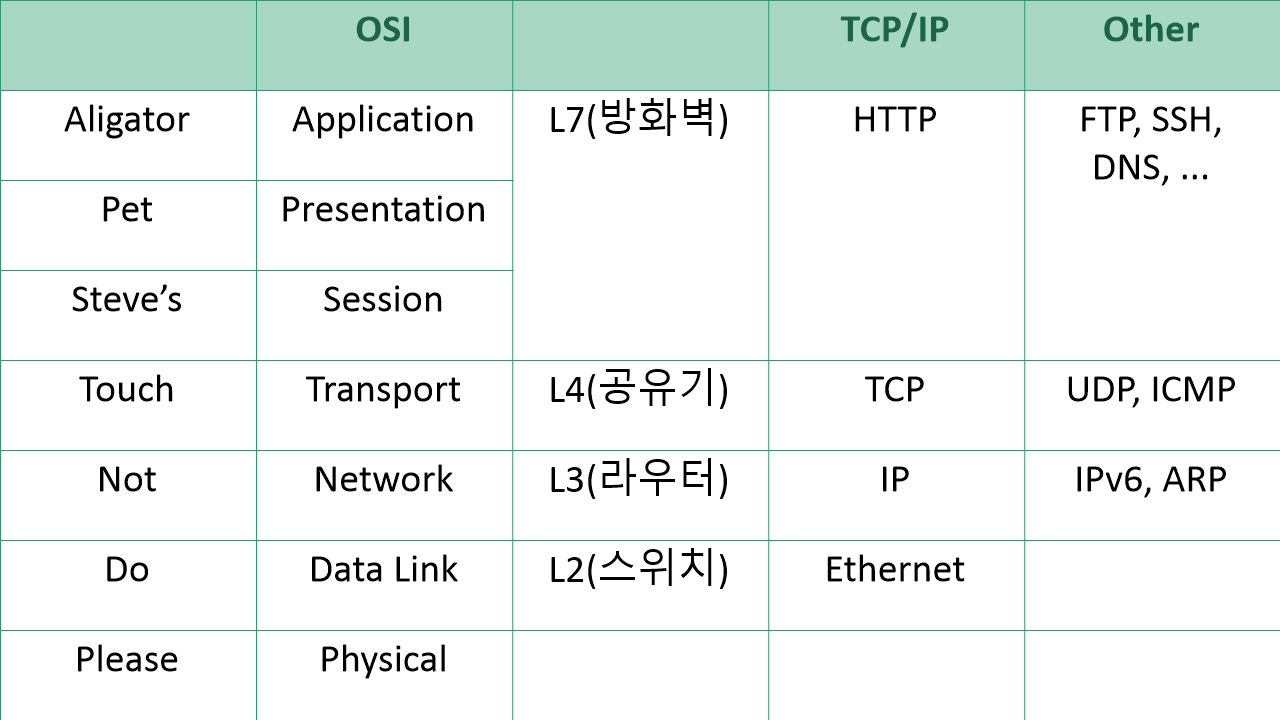 OSI TCP/IP Other
Aligator Application L7(방화벽) HTTP FTP, SSH,
DNS, ...
Pet Presentation
Steve’s Session
Touch Transport L4(공유기) TCP UDP, ICMP
Not Network L3(라우터) IP IPv6, ARP
Do Data Link L2(스위치) Ethernet
Please Physical